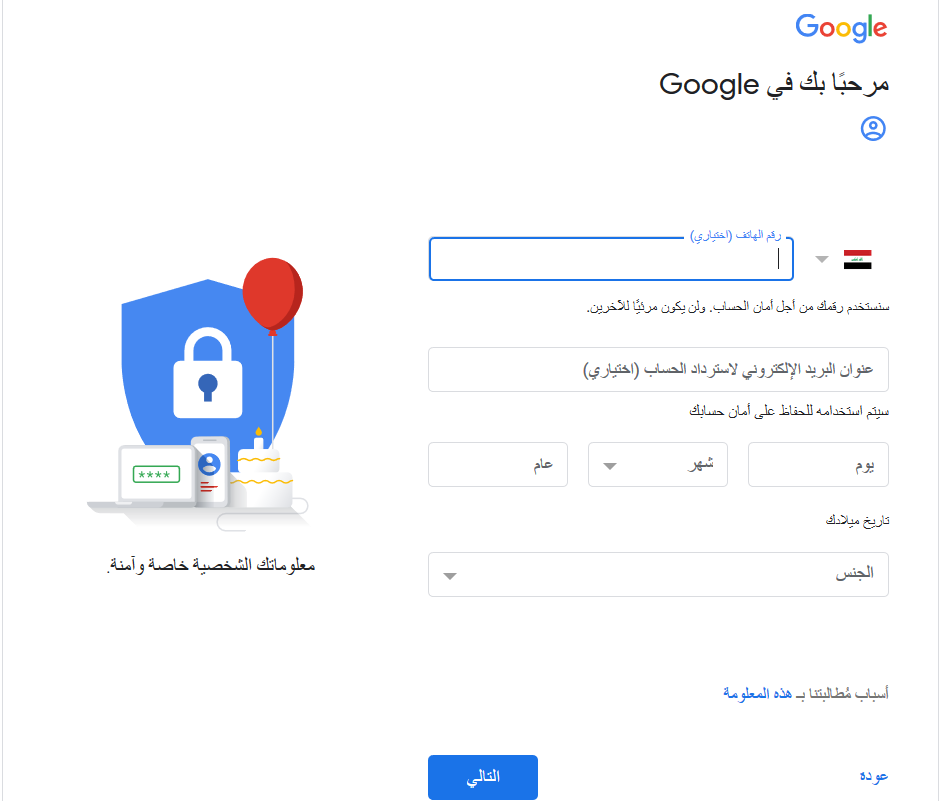 Google
مرحبًا بك في Google
رقم الهاتف (اختياري)
سنستخدم رقمك من أجل أمان الحساب. ولن يكون مرئيًا للآخرين.
عنوان البريد الإلكتروني لاسترداد الحساب (اختياري)
سيتم استخدامه للحفاظ على أمان حسابك
يوم
شهر
عام
تاريخ ميلادك
الجنس
أسباب مُطالبتنا بـ هذه المعلومة
عودة
التالي
****
معلوماتك الشخصية خاصة وآمنة.